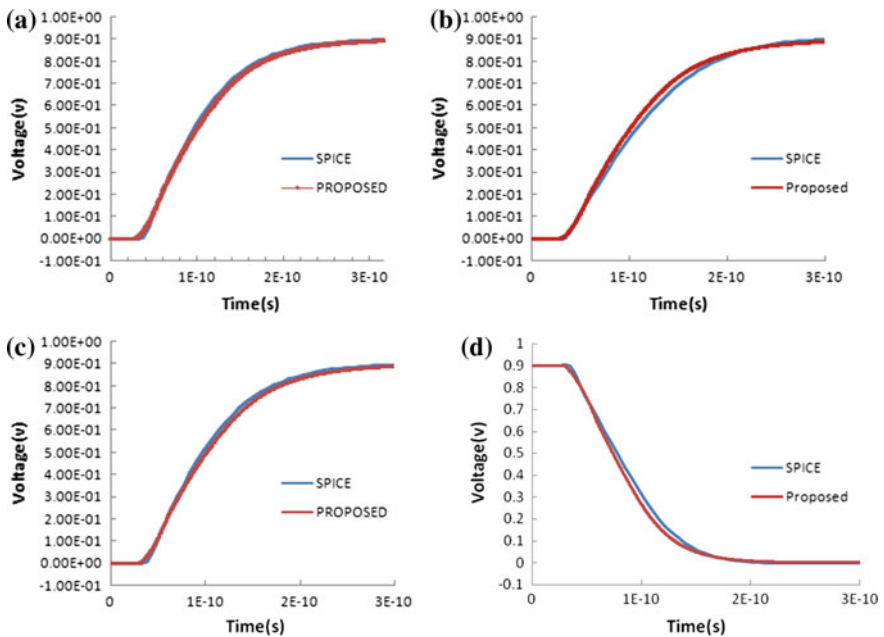 (a)
1.00E+00
9.00E-01
8.00E-01
7.00E-01
6.00E-01
5.00E-01
4.00E-01
3.00E-01
2.00E-01
1.00E-01
0.00E+00
-1.00E-01
Voltage(v)
SPICE
PROPOSED
0 1E-10 2E-10 3E-10
Time(s)
(b)
1.00E+00
9.00E-01
8.00E-01
7.00E-01
6.00E-01
5.00E-01
4.00E-01
3.00E-01
2.00E-01
1.00E-01
0.00E+00
-1.00E-01
Voltage(v)
SPICE
Proposed
0 1E-10 2E-10 3E-10
Time(s)
(c)
1.00E+00
9.00E-01
8.00E-01
7.00E-01
6.00E-01
5.00E-01
4.00E-01
3.00E-01
2.00E-01
1.00E-01
0.00E+00
-1.00E-01
Voltage(v)
SPICE
PROPOSED
0 1E-10 2E-10 3E-10
Time(s)
(d)
1
0.9
0.8
0.7
0.6
0.5
0.4
0.3
0.2
0.1
0
-0.1
Voltage(v)
SPICE
Proposed
0 1E-10 2E-10 3E-10
Time(s)